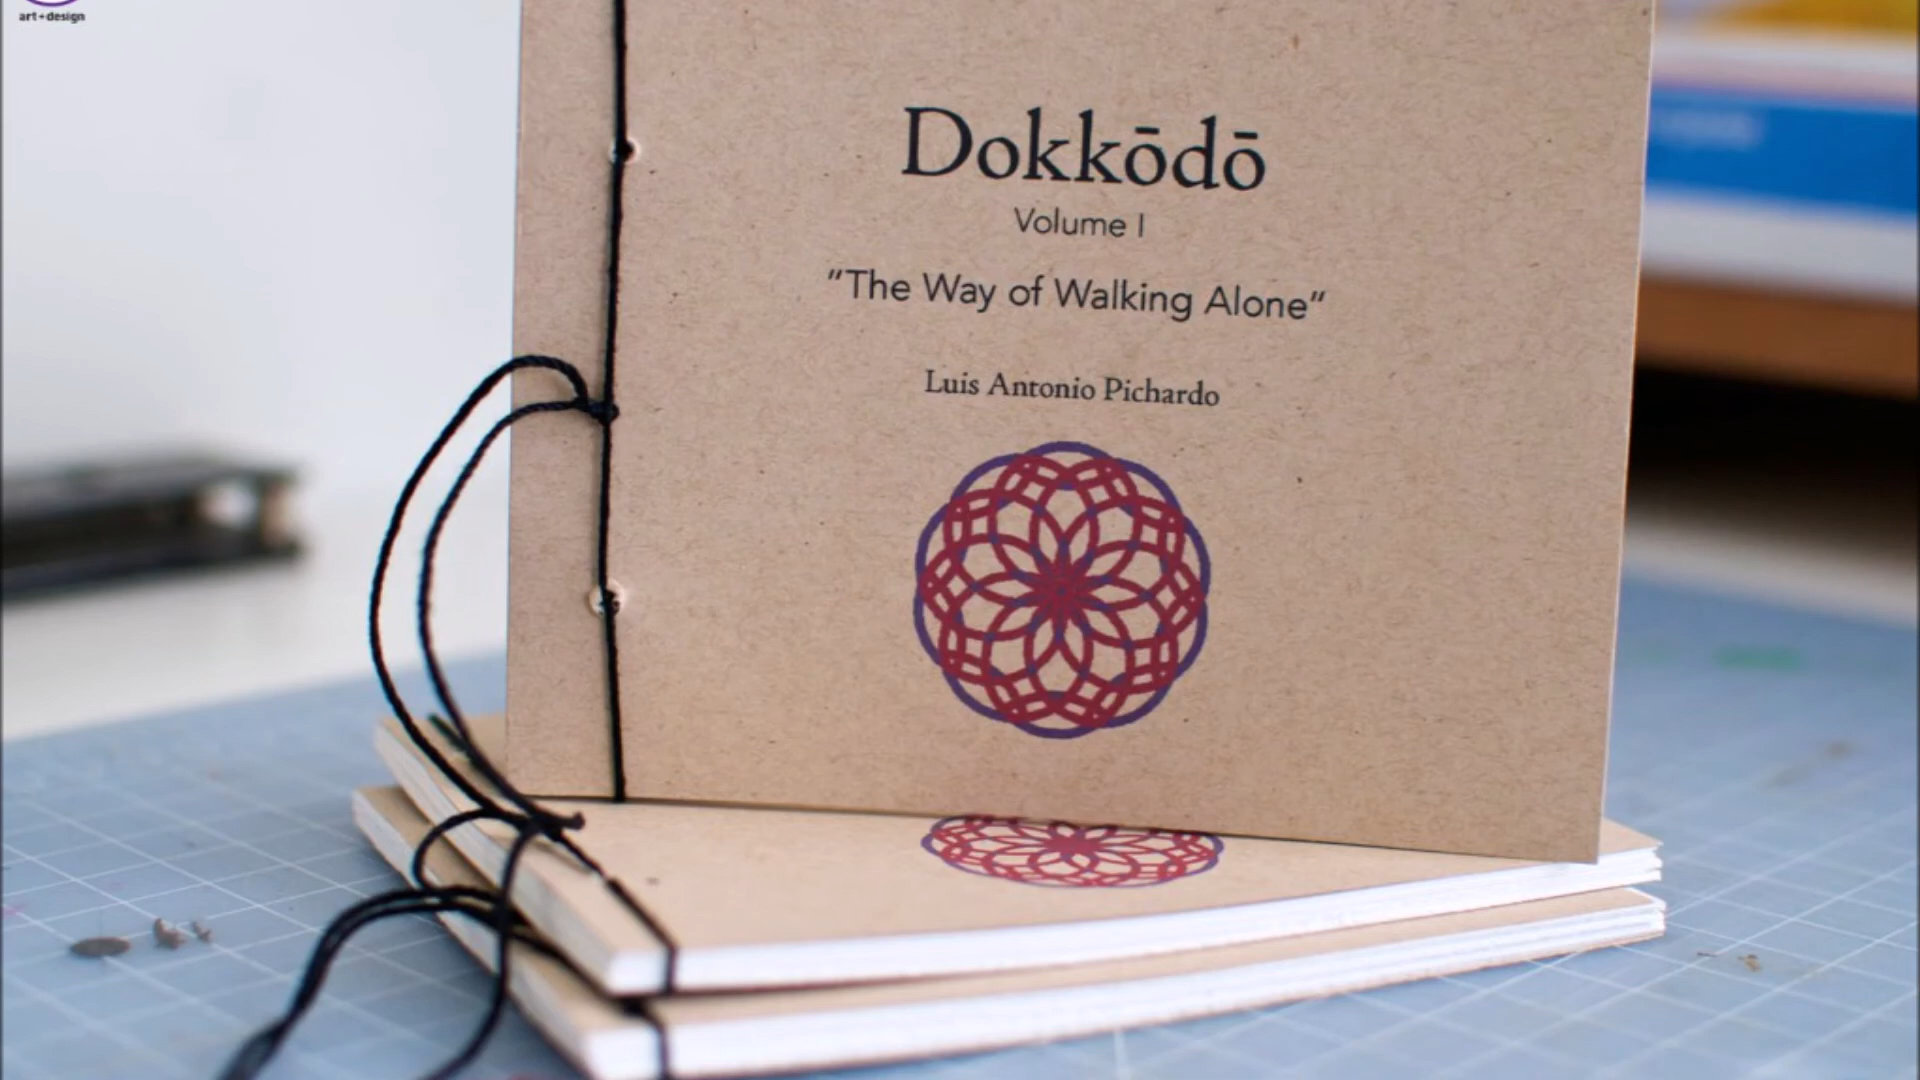 art+design
Dokkōdō
Volume I
“The Way of Walking Alone”
Luis Antonio Pichardo